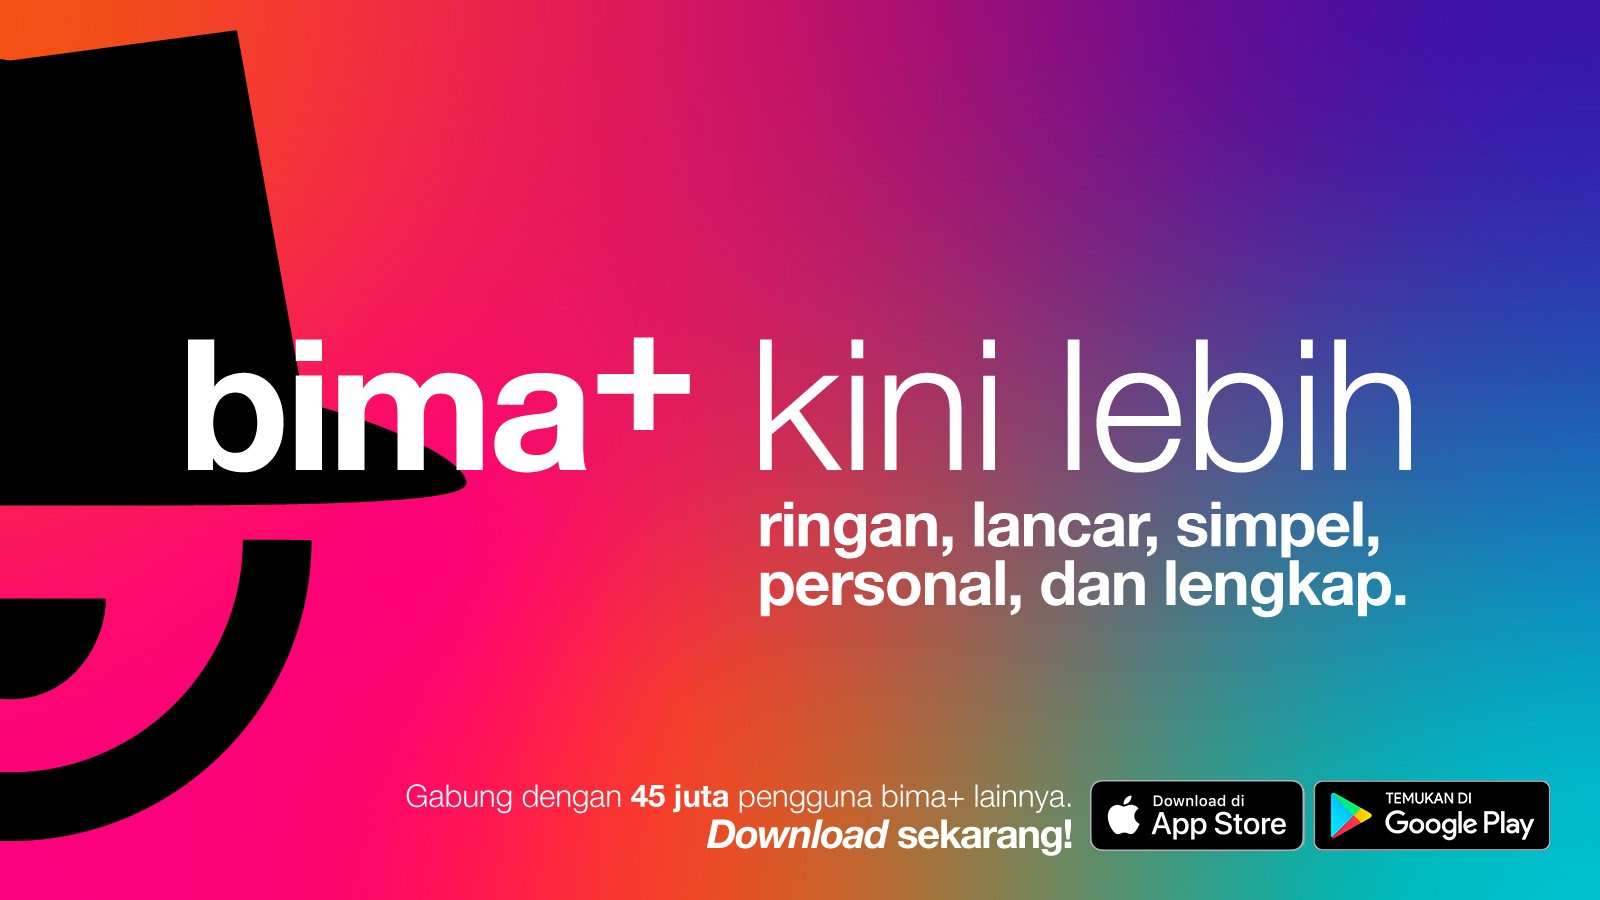 bima+ kini lebih
ringan, lancar, simpel,
personal, dan lengkap.
Gabung dengan 45 juta pengguna bima+ lainnya.
Download sekarang!
Download di
App Store
TEMUKAN DI
Google Play